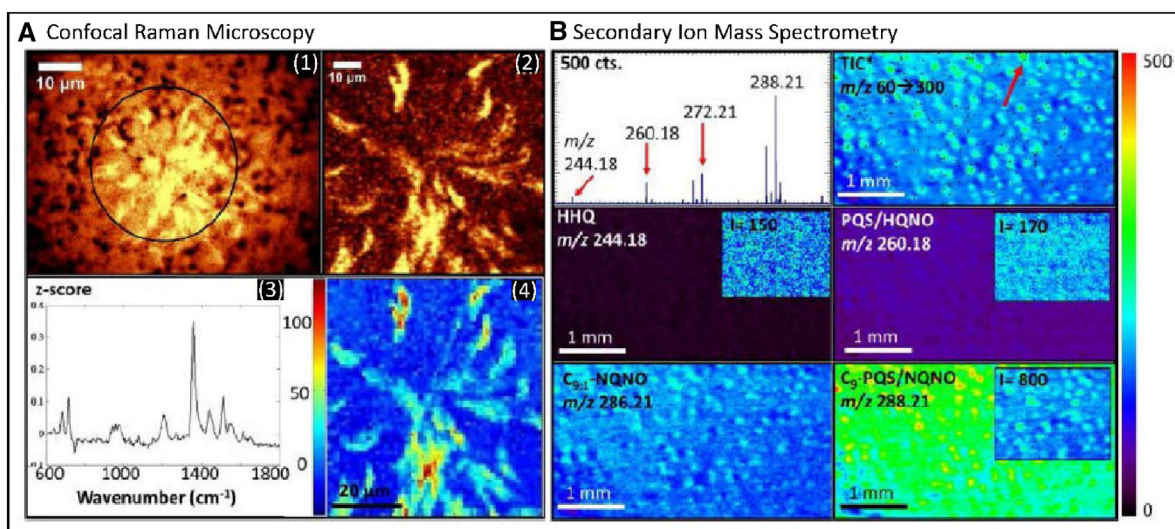 A Confocal Raman Microscopy
(1)
10 µm
(2)
10 µm
z-score
(3)
0.4
0.3
0.2
0.1
0
600 1000 1400 1800
Wavenumber (cm⁻¹)
100
50
0
(4)
20 µm
B Secondary Ion Mass Spectrometry
500 cts.
288.21
272.21
260.18
m/z
244.18
TIC*
m/z 60→300
1 mm
HHQ
m/z 244.18
I= 150
1 mm
PQS/HQNO
m/z 260.18
I= 170
1 mm
C9:1-NQNO
m/z 286.21
1 mm
C9-PQS/NQNO
m/z 288.21
I= 800
1 mm
500
0